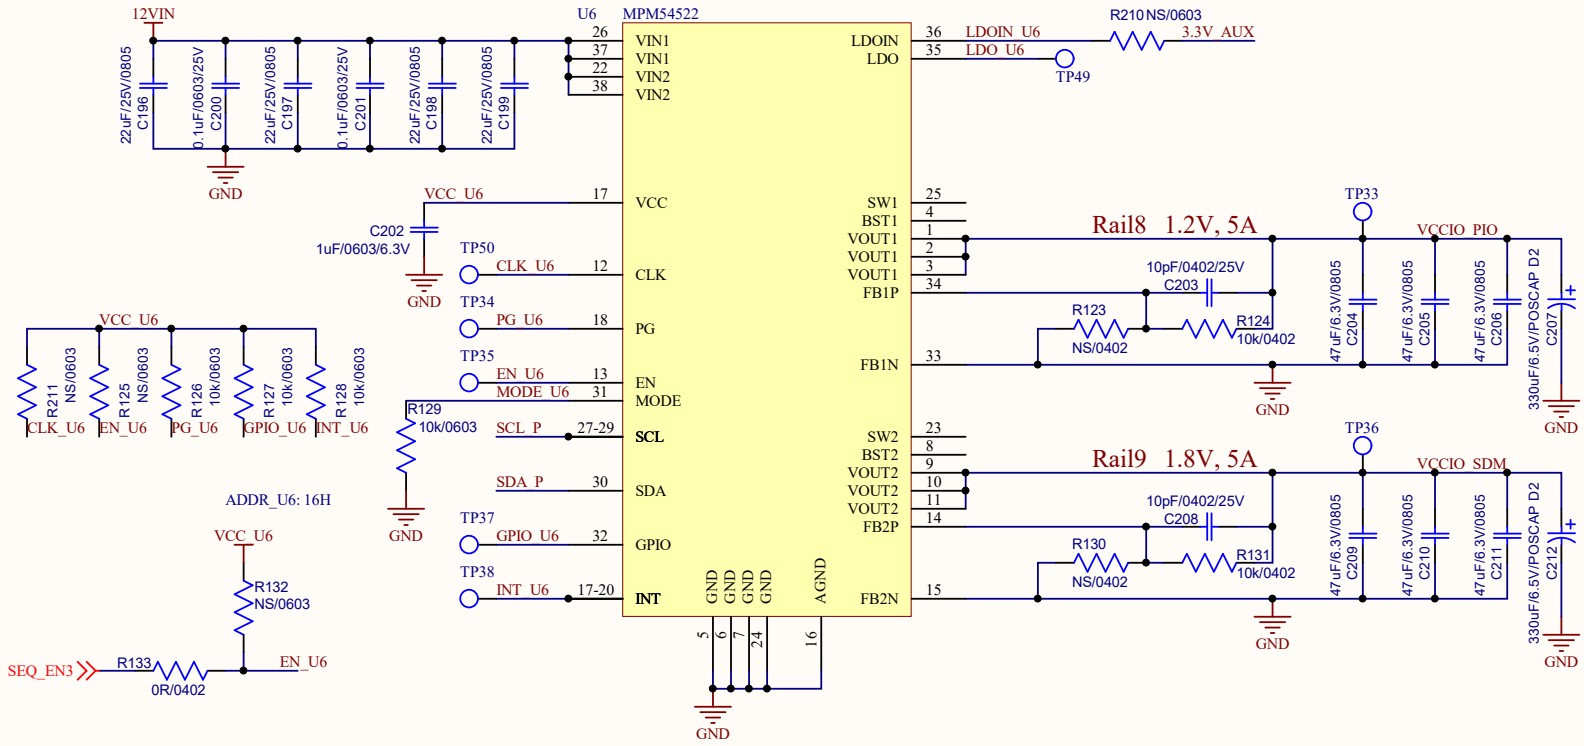 12VIN
U6 MPM54522
22uF/25V/0805
C196
0.1uF/0603/25V
C200
22uF/25V/0805
C197
0.1uF/0603/25V
C201
22uF/25V/0805
C198
22uF/25V/0805
C199
GND
26 VIN1
37 VIN1
22 VIN2
38 VIN2
VCC_U6 17 VCC
C202
1uF/0603/6.3V
GND
TP50
CLK_U6 12 CLK
TP34
PG_U6 18 PG
TP35
EN_U6 13 EN
MODE_U6 31 MODE
R129
10k/0603
GND
SCL_P 27-29 SCL
SDA_P 30 SDA
TP37
GPIO_U6 32 GPIO
TP38
INT_U6 17-20 INT
VCC_U6
R211
NS/0603
CLK_U6
R125
NS/0603
EN_U6
R126
10k/0603
PG_U6
R127
10k/0603
GPIO_U6
R128
10k/0603
INT_U6
ADDR_U6: 16H
VCC_U6
R132
NS/0603
SEQ_EN3
R133
0R/0402
EN_U6
GND
GND
GND
GND
AGND
5
6
7
24
16
GND
LDOIN 36 LDOIN_U6
R210 NS/0603
3.3V_AUX
LDO 35 LDO_U6
TP49
SW1 25
BST1 4
VOUT1 1
VOUT1 2
VOUT1 3
FB1P 34
FB1N 33
Rail8 1.2V, 5A
TP33
VCCIO_PIO
10pF/0402/25V
C203
R123
NS/0402
R124
10k/0402
47uF/6.3V/0805
C204
47uF/6.3V/0805
C205
47uF/6.3V/0805
C206
330uF/6.5V/POSCAP D2
C207
GND
GND
SW2 23
BST2 8
VOUT2 9
VOUT2 10
VOUT2 11
FB2P 14
FB2N 15
Rail9 1.8V, 5A
TP36
VCCIO_SDM
10pF/0402/25V
C208
R130
NS/0402
R131
10k/0402
47uF/6.3V/0805
C209
47uF/6.3V/0805
C210
47uF/6.3V/0805
C211
330uF/6.5V/POSCAP D2
C212
GND
GND